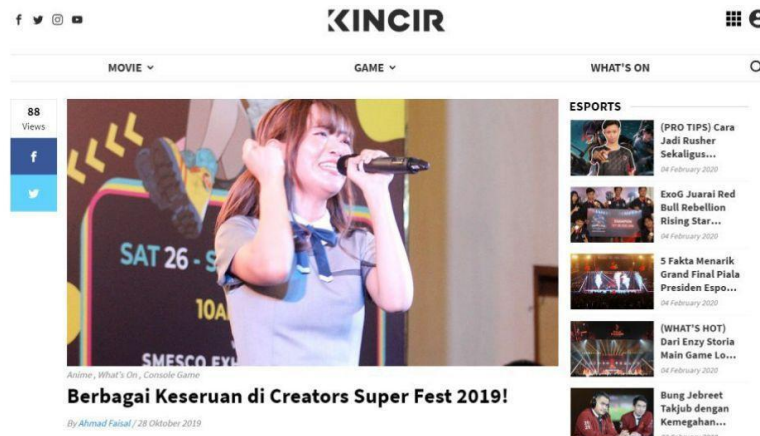 KINCIR
MOVIE
GAME
WHAT'S ON
88
Views
SAT 26 - S
10A
SMESCO EXH
Anime , What's On , Console Game
Berbagai Keseruan di Creators Super Fest 2019!
By Ahmad Faisal / 28 Oktober 2019
ESPORTS
(PRO TIPS) Cara
Jadi Rusher
Sekaligus...
04 February 2020
ExoG Juarai Red
Bull Rebellion
Rising Star...
04 February 2020
5 Fakta Menarik
Grand Final Piala
Presiden Espo...
04 February 2020
(WHAT'S HOT)
Dari Enzy Storia
Main Game Lo...
04 February 2020
Bung Jebreet
Takjub dengan
Kemegahan...